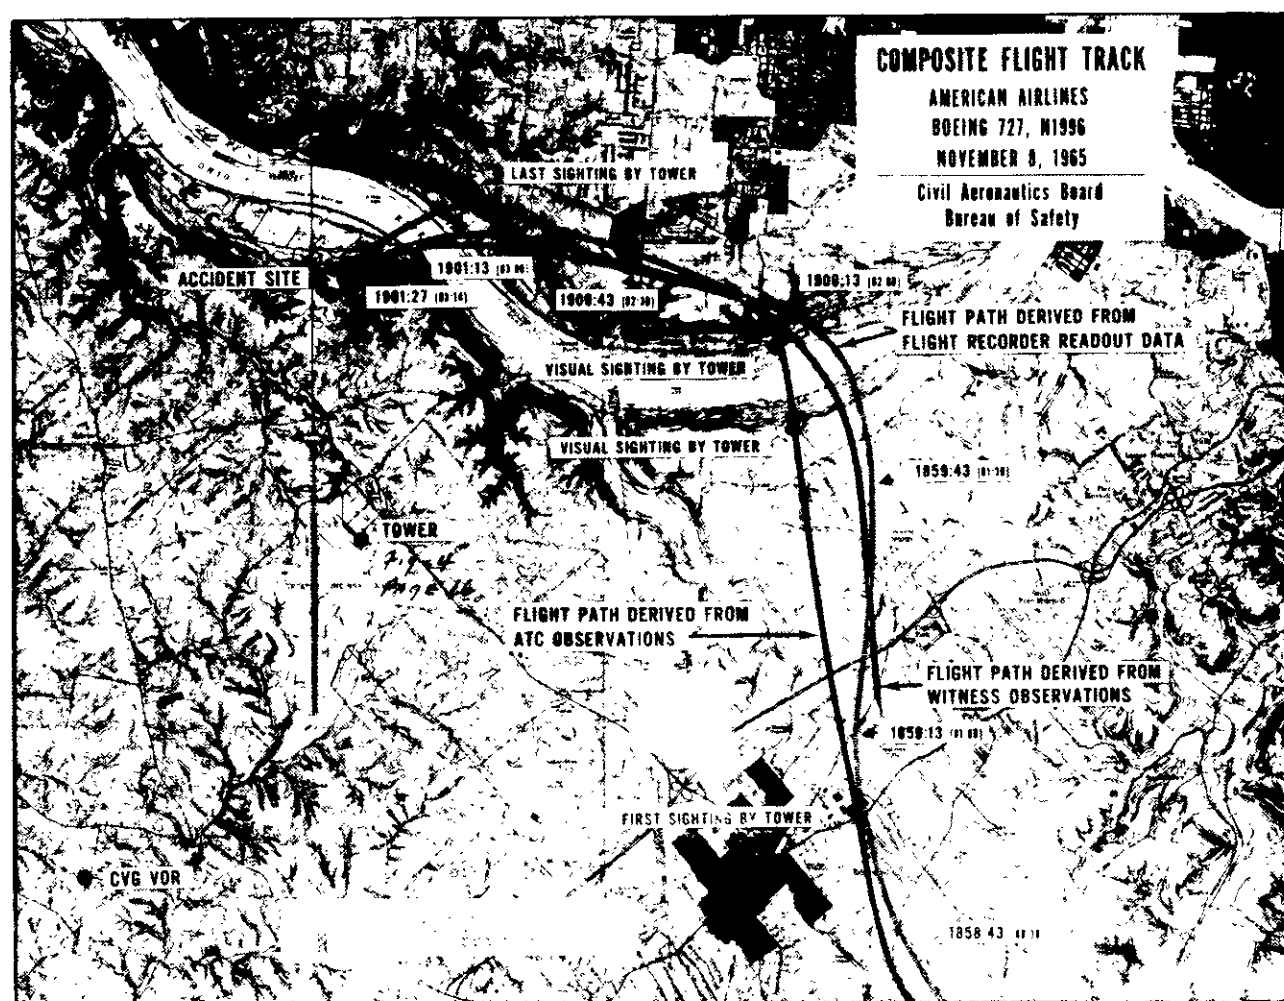 COMPOSITE FLIGHT TRACK
AMERICAN AIRLINES
BOEING 727, N1996
NOVEMBER 8, 1965
Civil Aeronautics Board
Bureau of Safety
LAST SIGHTING BY TOWER
OHIO
ACCIDENT SITE
1901:13
1901:27
1900:43
1900:13
FLIGHT PATH DERIVED FROM
FLIGHT RECORDER READOUT DATA
VISUAL SIGHTING BY TOWER
VISUAL SIGHTING BY TOWER
1859:43
TOWER
FLIGHT PATH DERIVED FROM
ATC OBSERVATIONS
FLIGHT PATH DERIVED FROM
WITNESS OBSERVATIONS
FIRST SIGHTING BY TOWER
CVG VOR
1858:43